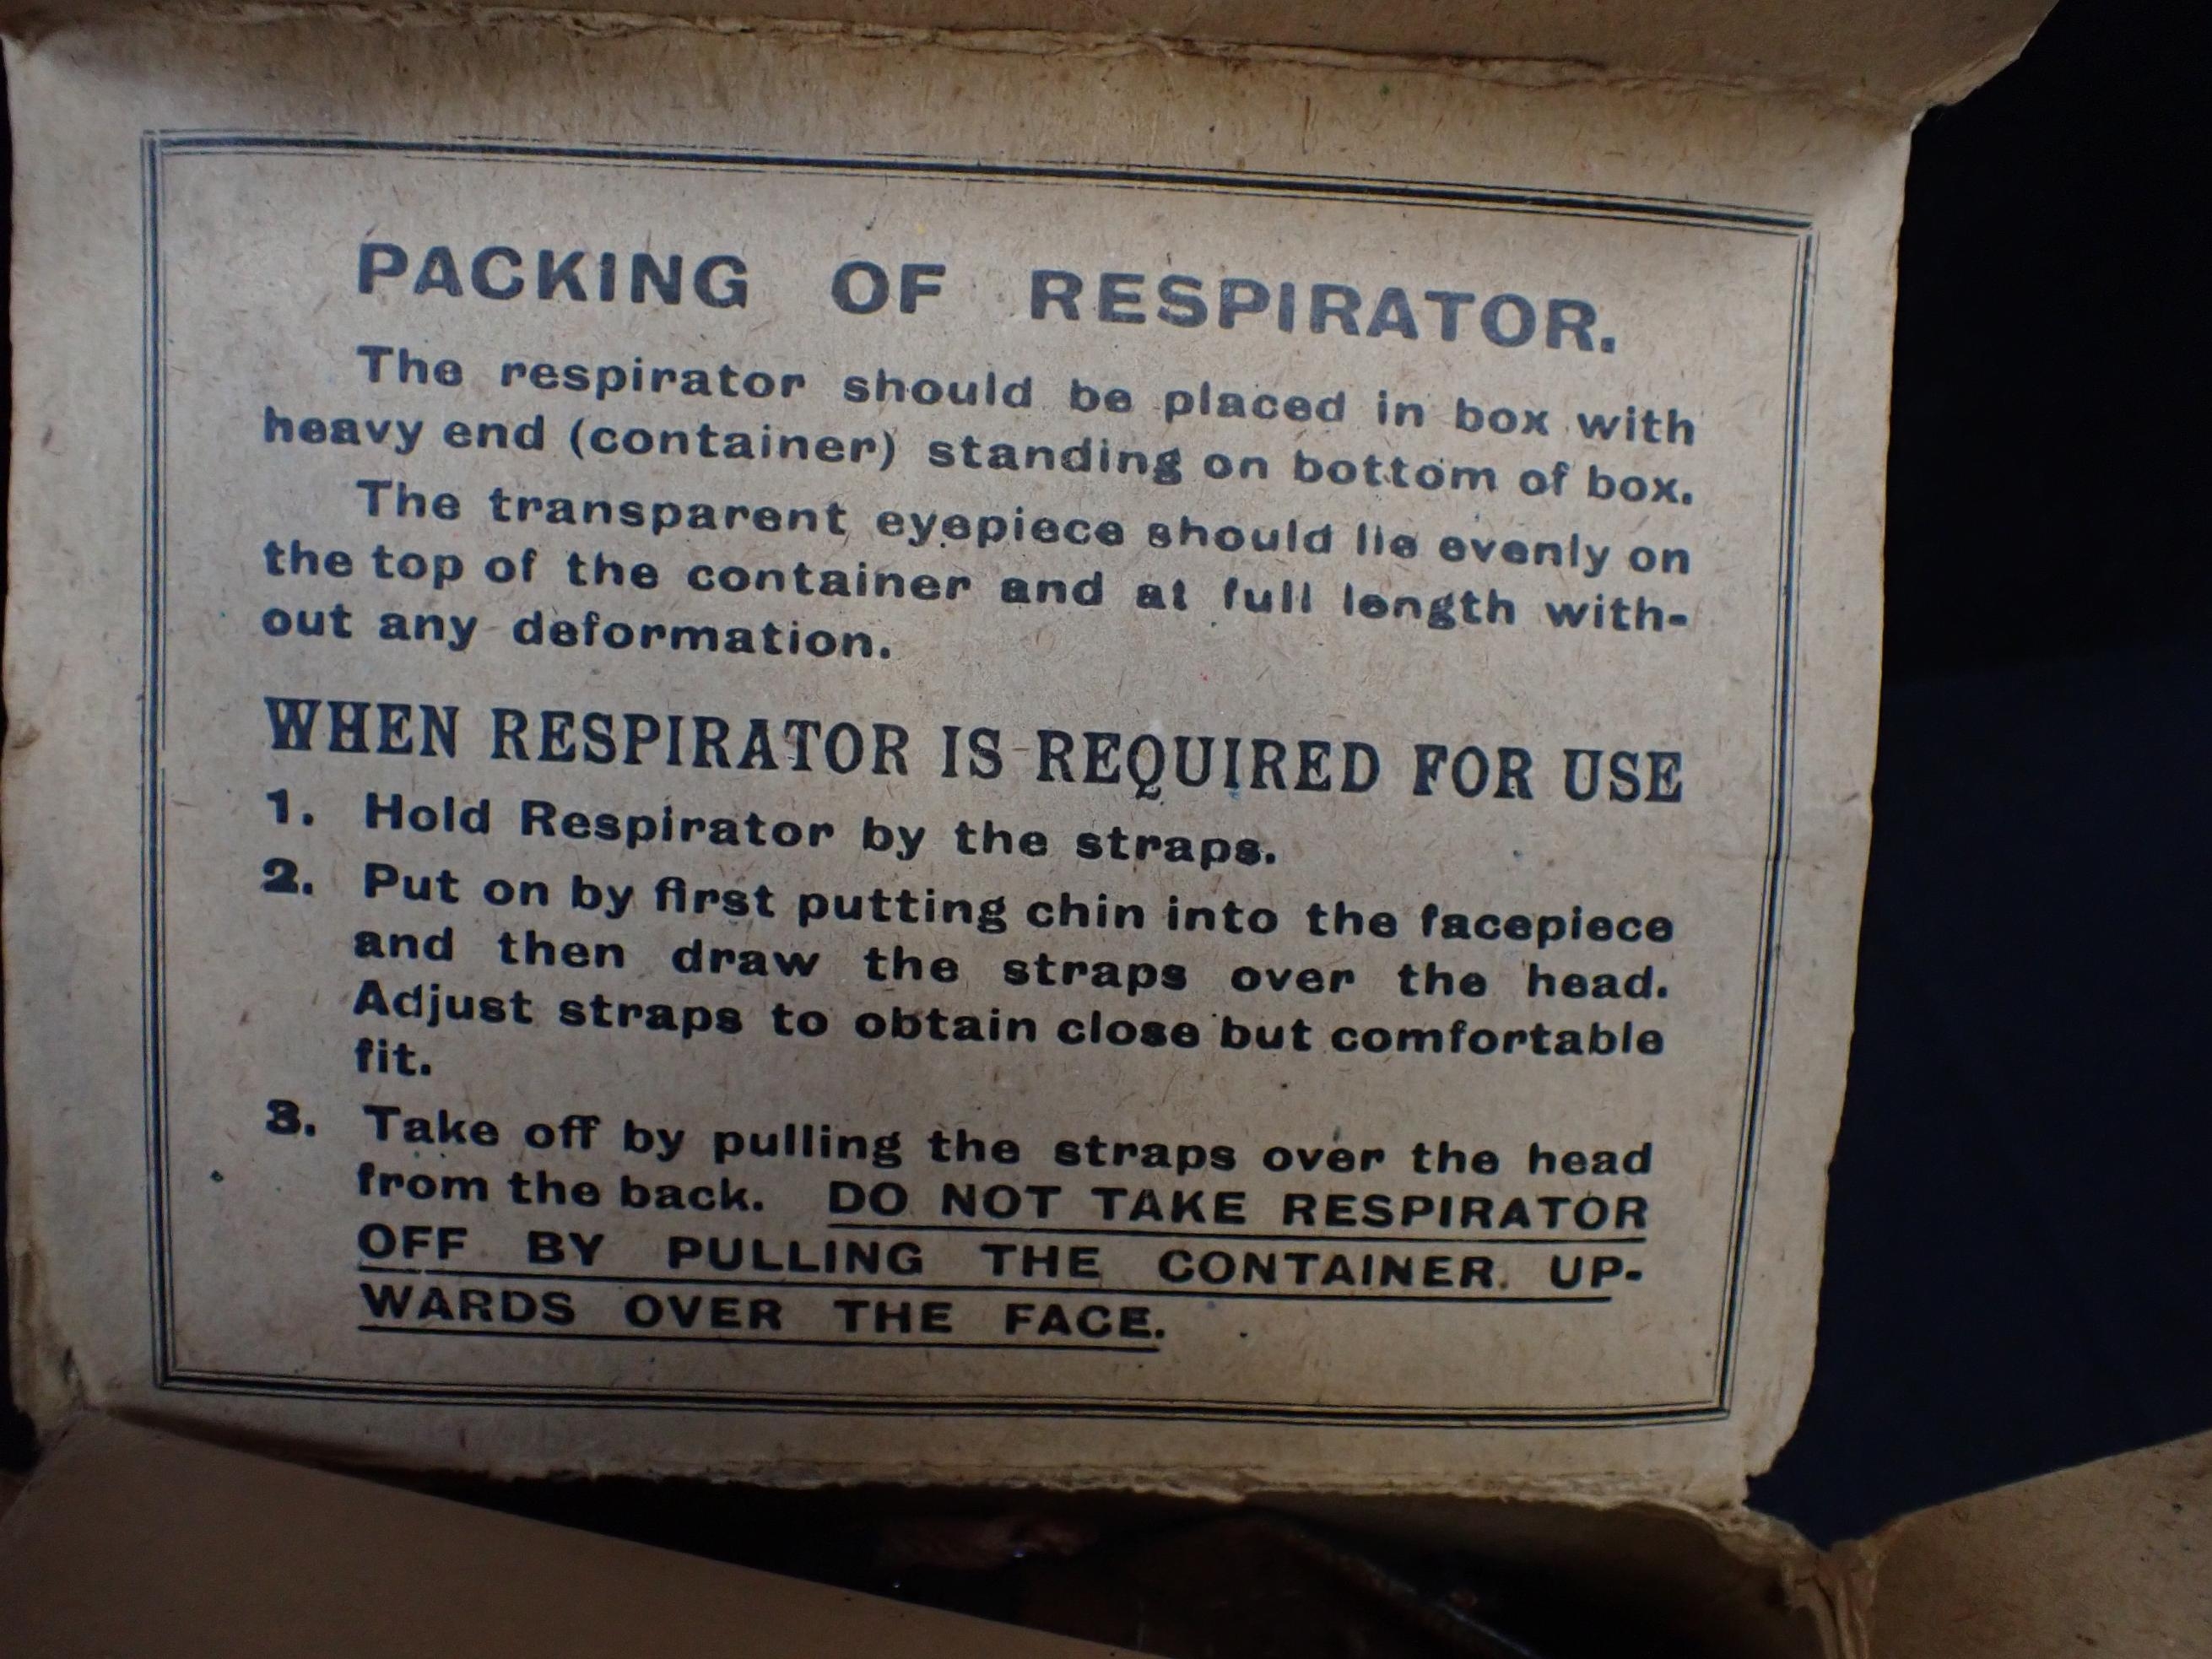 PACKING OF RESPIRATOR.
The respirator should be placed in box with
heavy end (container) standing on bottom of box.
The transparent eyepiece should lie evenly on
the top of the container and at full length with-
out any deformation.
WHEN RESPIRATOR IS REQUIRED FOR USE
1. Hold Respirator by the straps.
2. Put on by first putting chin into the facepiece
and then draw the straps over the head.
Adjust straps to obtain close but comfortable
fit.
3. Take off by pulling the straps over the head
from the back. DO NOT TAKE RESPIRATOR
OFF BY PULLING THE CONTAINER UP-
WARDS OVER THE FACE.